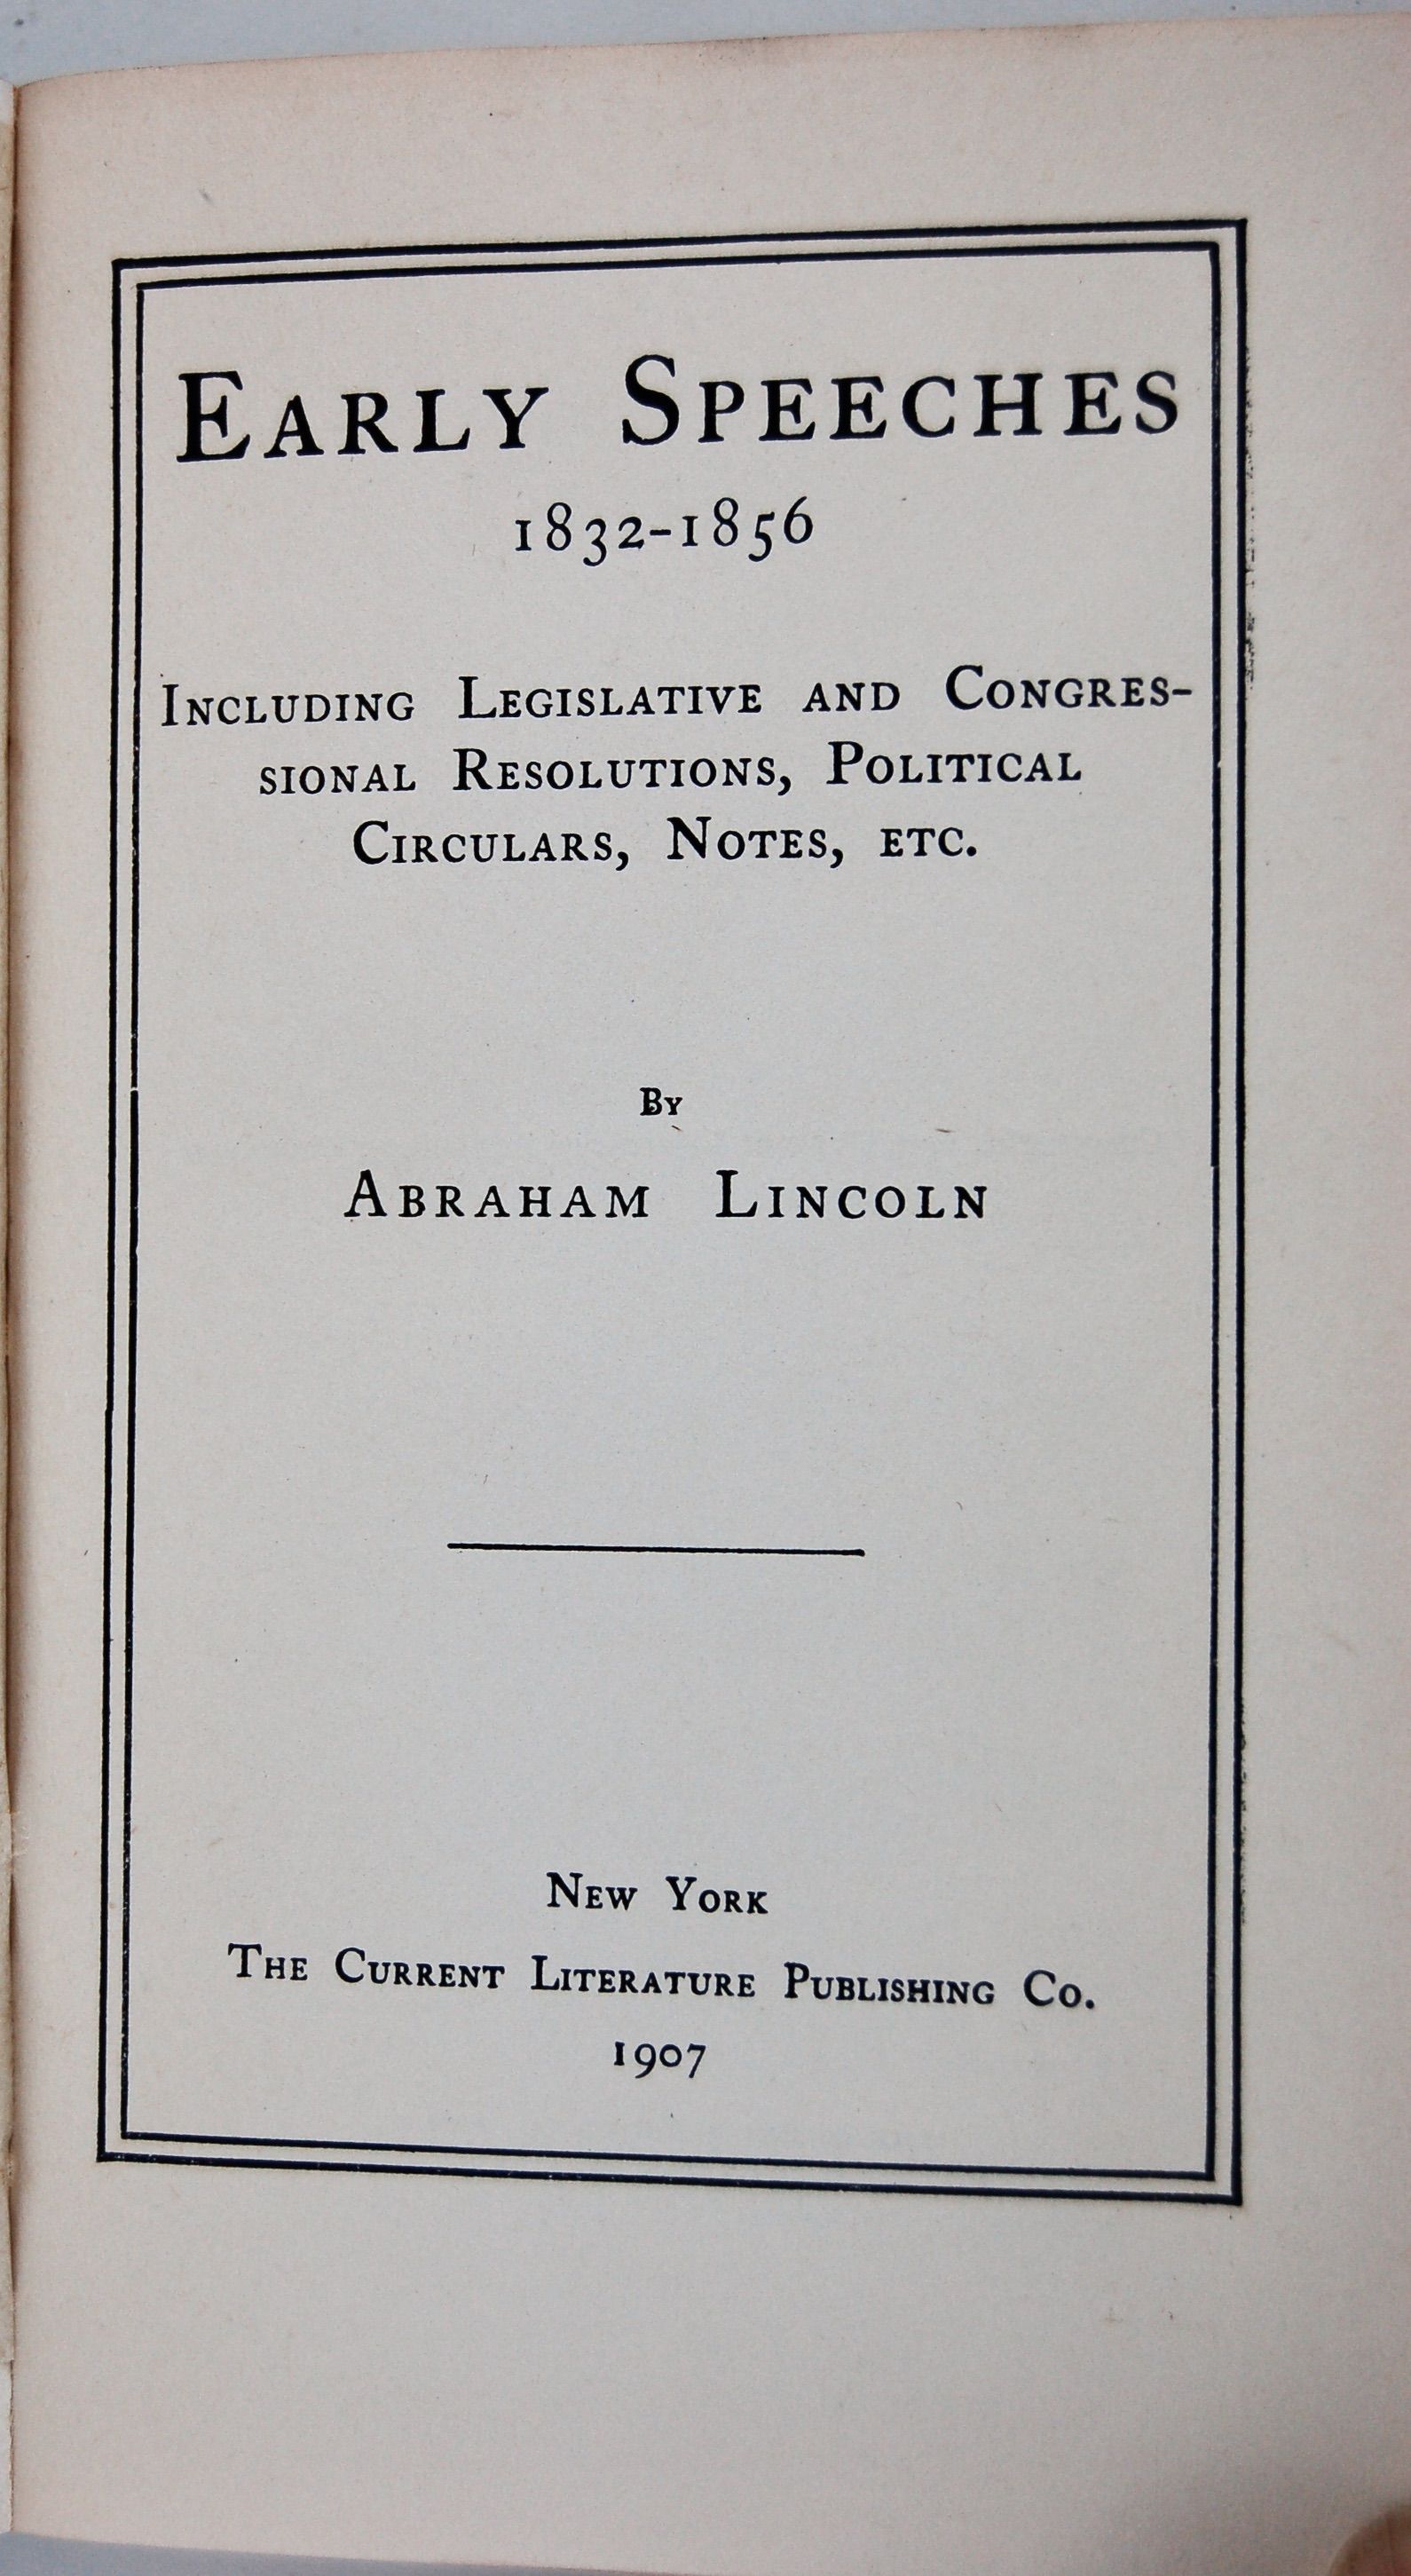 EARLY SPEECHES
1832-1856
INCLUDING LEGISLATIVE AND CONGRES-
SIONAL RESOLUTIONS, POLITICAL
CIRCULARS, NOTES, ETC.
BY
ABRAHAM LINCOLN
NEW YORK
THE CURRENT LITERATURE PUBLISHING CO.
1907